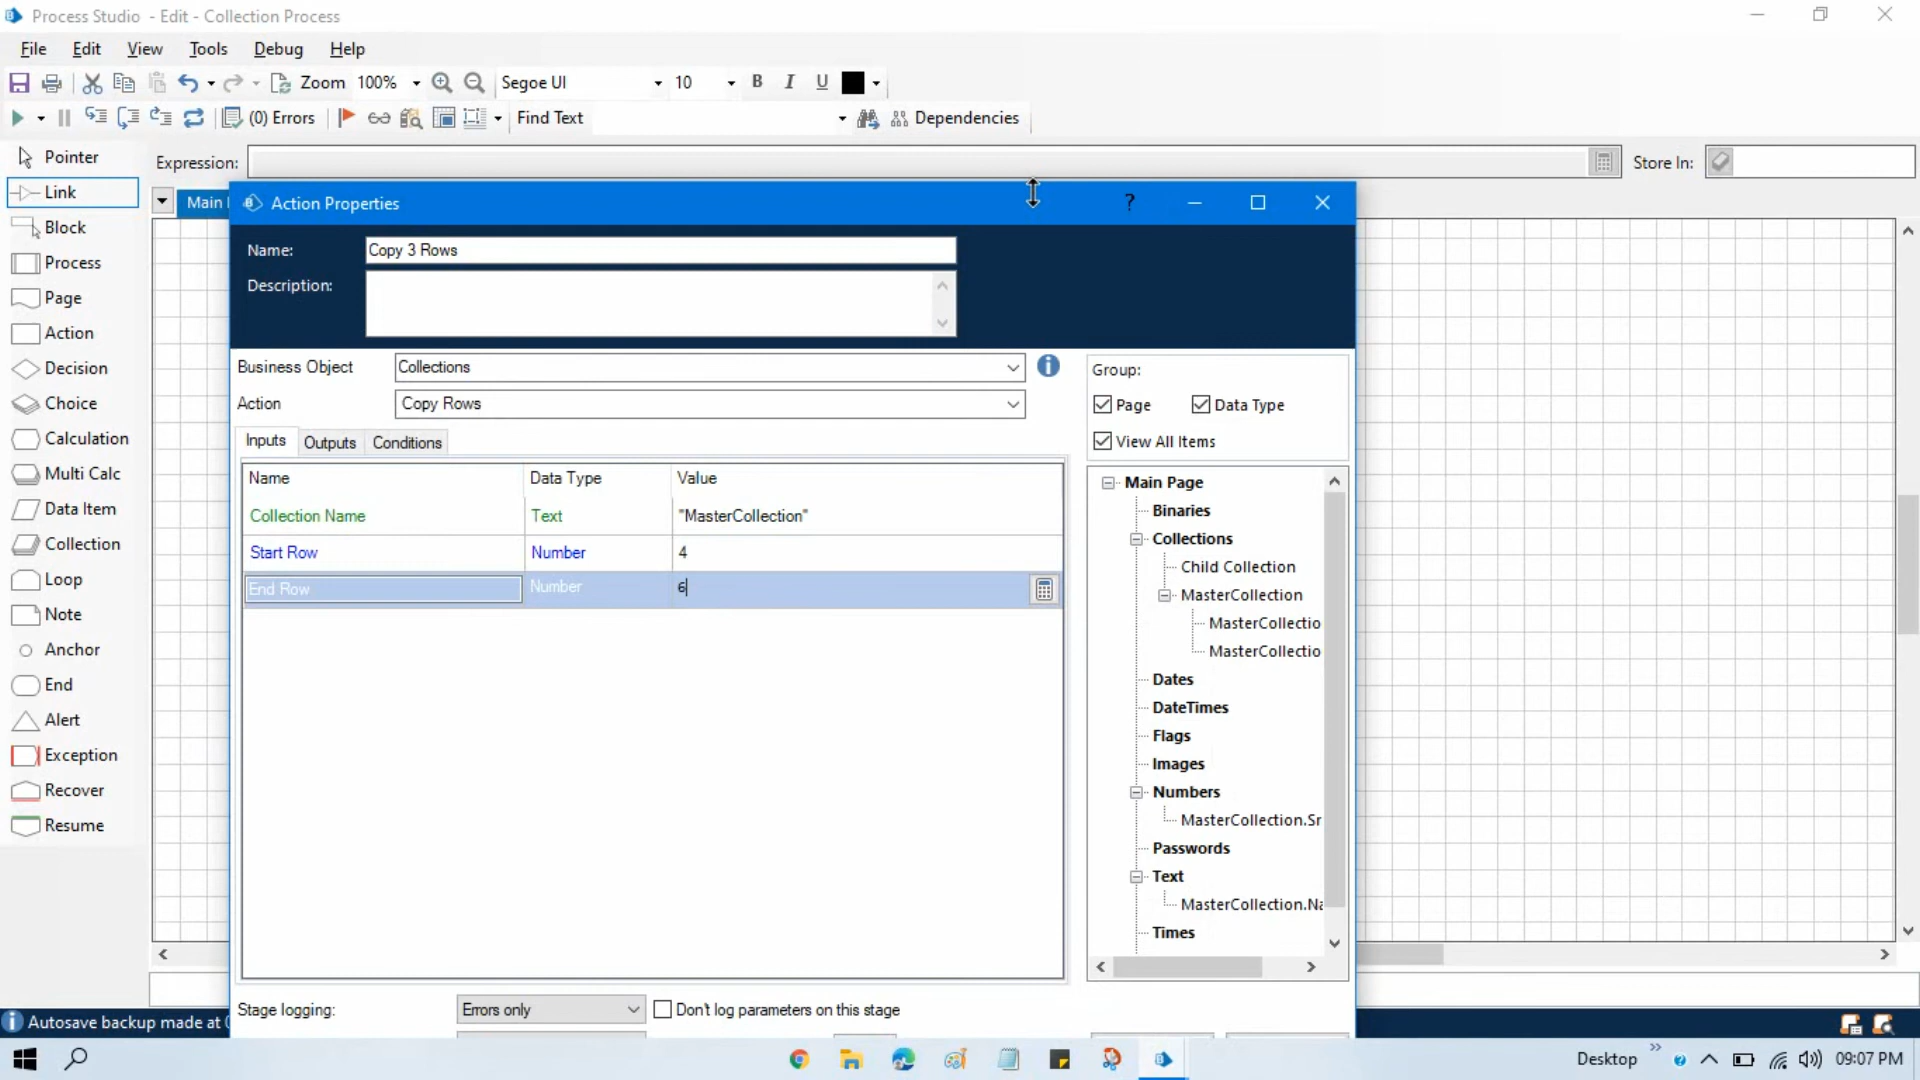 Process Studio - Edit - Collection Process
File Edit View Tools Debug Help
Zoom 100% Segoe UI 10 B I U
(0) Errors Find Text Dependencies
Pointer
Expression: Store In:
Link
Main
Block
Process
Page
Action
Decision
Choice
Calculation
Multi Calc
Data Item
Collection
Loop
Note
Anchor
End
Alert
Exception
Recover
Resume
Action Properties ?
Name: Copy 3 Rows
Description:
Business Object Collections
Action Copy Rows
Inputs Outputs Conditions
Name Data Type Value
Collection Name Text "MasterCollection"
Start Row Number 4
End Row Number 6
Stage logging: Errors only Don't log parameters on this stage
Group:
Page Data Type
View All Items
Main Page
Binaries
Collections
Child Collection
MasterCollection
MasterCollectio
MasterCollectio
Dates
DateTimes
Flags
Images
Numbers
MasterCollection.Sr
Passwords
Text
MasterCollection.Na
Times
Autosave backup made at
Desktop 09:07 PM